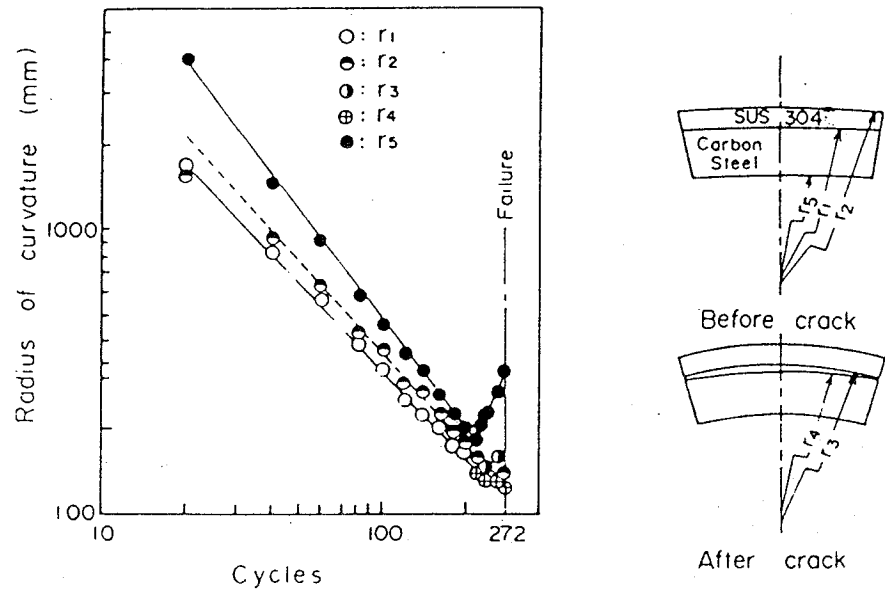 Radius of curvature (mm)
1000
100
○: r1
◓: r2
◑: r3
⊕: r4
●: r5
Failure
10
100
272
Cycles
SUS 304
Carbon
Steel
r5
r1
r2
Before crack
r4
r3
After crack